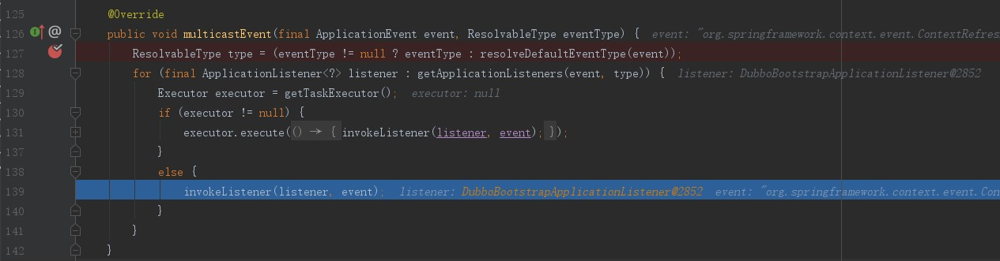 125 @Override
126 @ public void multicastEvent(final ApplicationEvent event, ResolvableType eventType) { event: "org.springframework.context.event.ContextRefres
127 ResolvableType type = (eventType != null ? eventType : resolveDefaultEventType(event));
128 for (final ApplicationListener<?> listener : getApplicationListeners(event, type)) { listener: DubboBootstrapApplicationListener@2852
129 Executor executor = getTaskExecutor(); executor: null
130 if (executor != null) {
131 executor.execute(() → { invokeListener(listener, event); });
137 }
138 else {
139 invokeListener(listener, event); listener: DubboBootstrapApplicationListener@2852 event: "org.springframework.context.event.Con
140 }
141 }
142 }